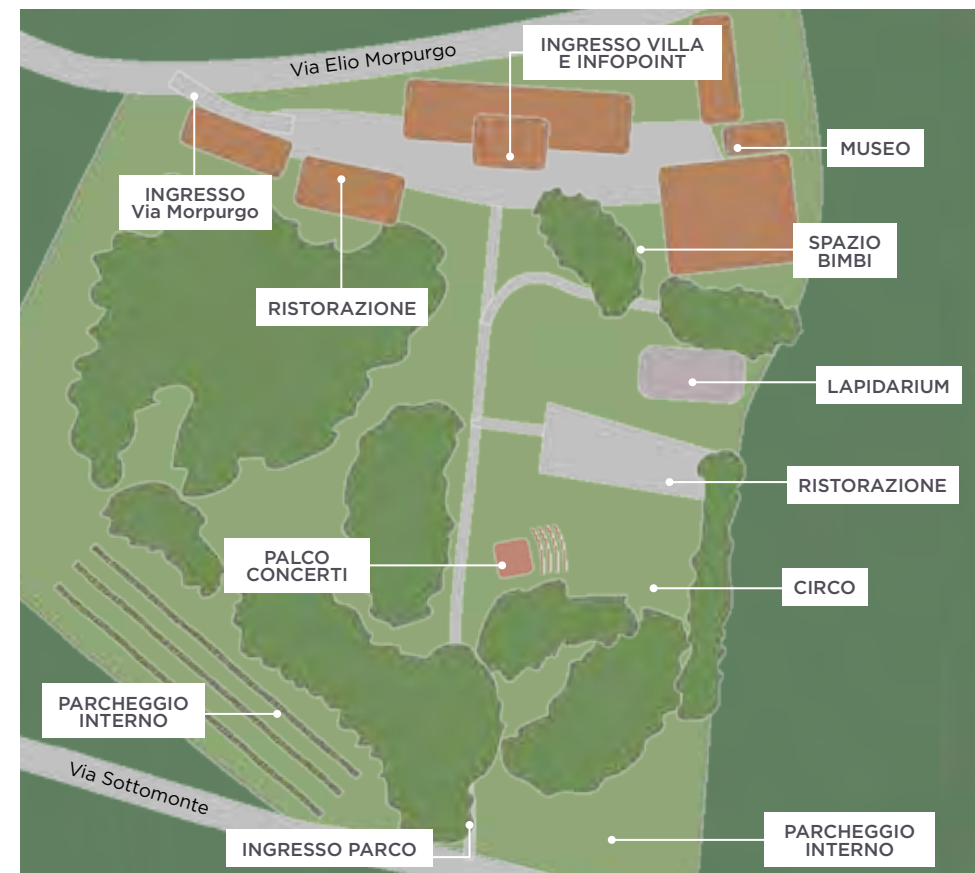 Via Elio Morpurgo
INGRESSO VILLA
E INFOPOINT
MUSEO
INGRESSO
Via Morpurgo
SPAZIO
BIMBI
RISTORAZIONE
LAPIDARIUM
RISTORAZIONE
PALCO
CONCERTI
CIRCO
PARCHEGGIO
INTERNO
Via Sottomonte
INGRESSO PARCO
PARCHEGGIO
INTERNO